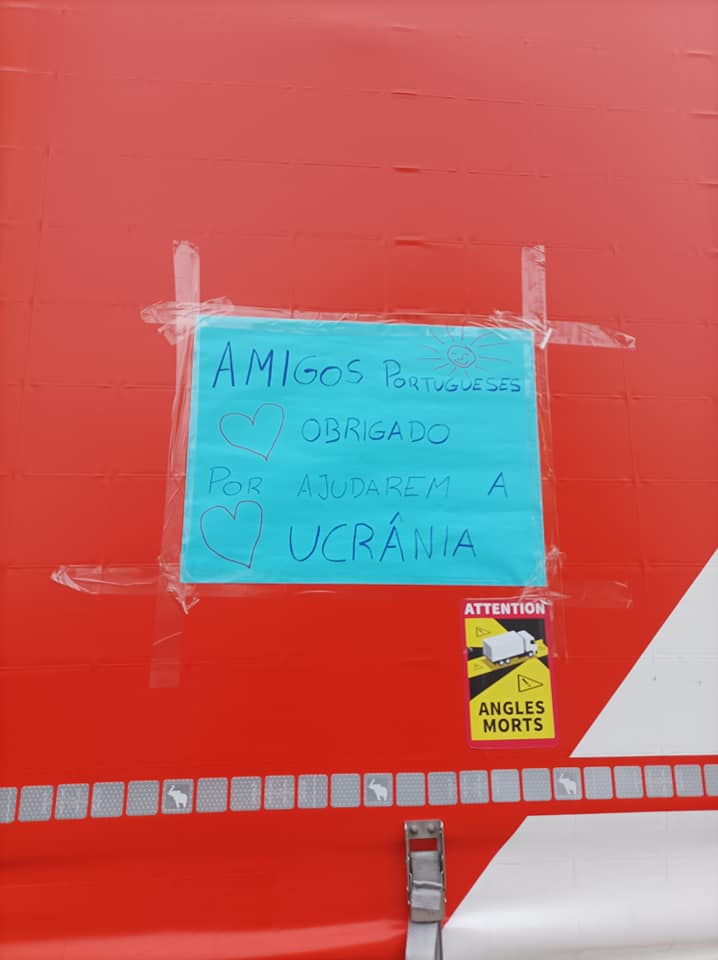 AMIGOS PORTUGUESES
OBRIGADO
POR AJUDAREM A
UCRÂNIA
ATTENTION
ANGLES
MORTS